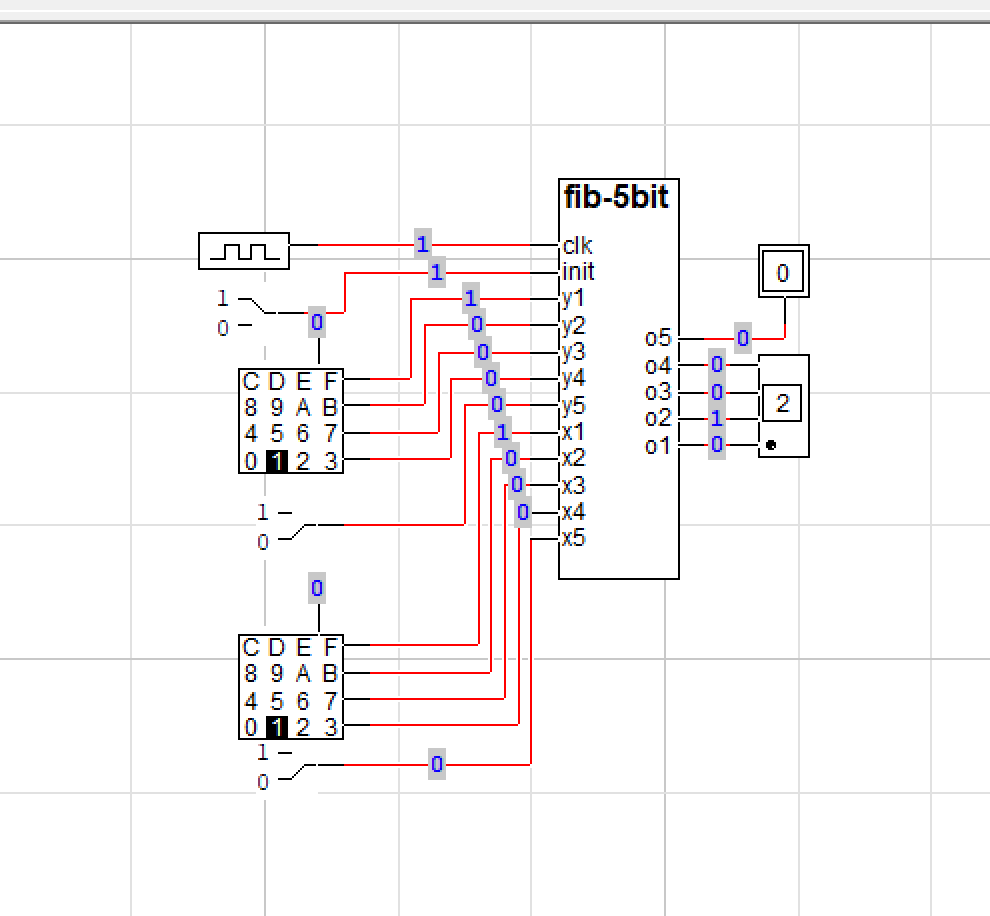 fib-5bit
1 clk
1 init
1
0
0
1 y1
0 y2
0 y3
0 y4
0 y5
1 x1
0 x2
0 x3
0 x4
x5
C D E F
8 9 A B
4 5 6 7
0 1 2 3
1
0
0
C D E F
8 9 A B
4 5 6 7
0 1 2 3
1
0
0
o5 0
o4 0
o3 0
o2 1
o1 0
0
2